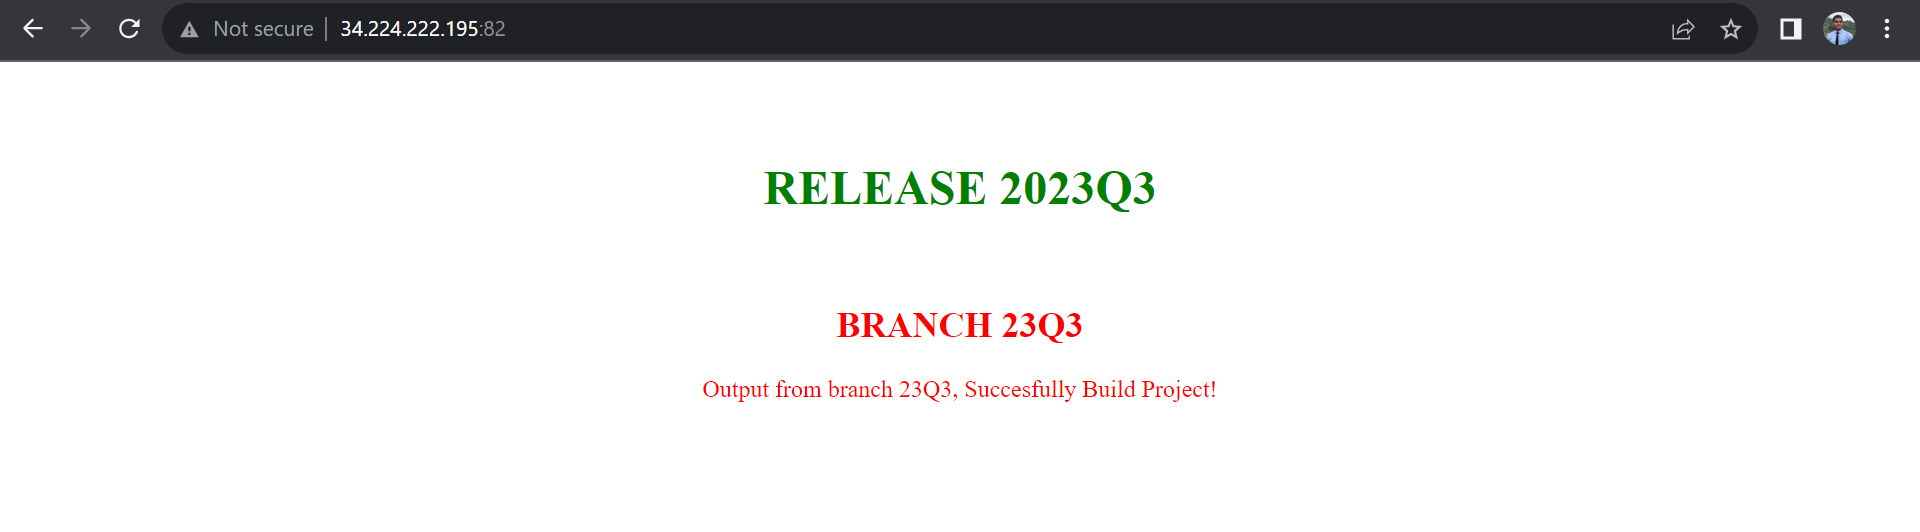 Not secure | 34.224.222.195:82
RELEASE 2023Q3
BRANCH 23Q3
Output from branch 23Q3, Succesfully Build Project!